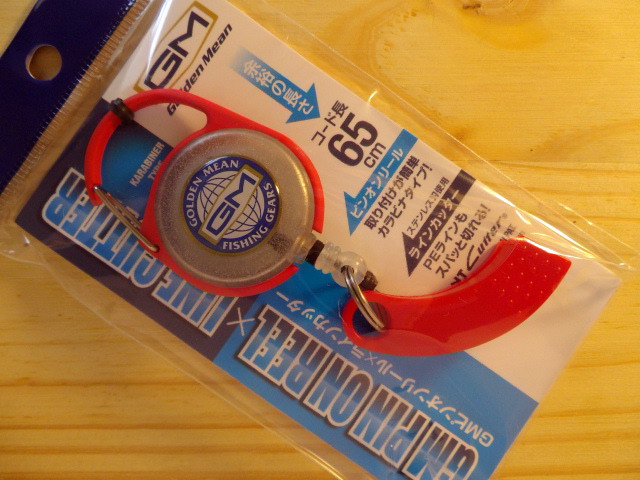 GM
Golden Mean
余裕の長さ
コード長
65cm
KARABINER
ピンオンリール
取り付けが簡単
カラビナタイプ!
ステンレス刃使用
ラインカッター
PEラインも
スパッと切れる!
GOLDEN MEAN
GM
FISHING GEARS
LINE CUTTER
×
GMピンオンリール×ラインカッター
GM PIN ON REEL